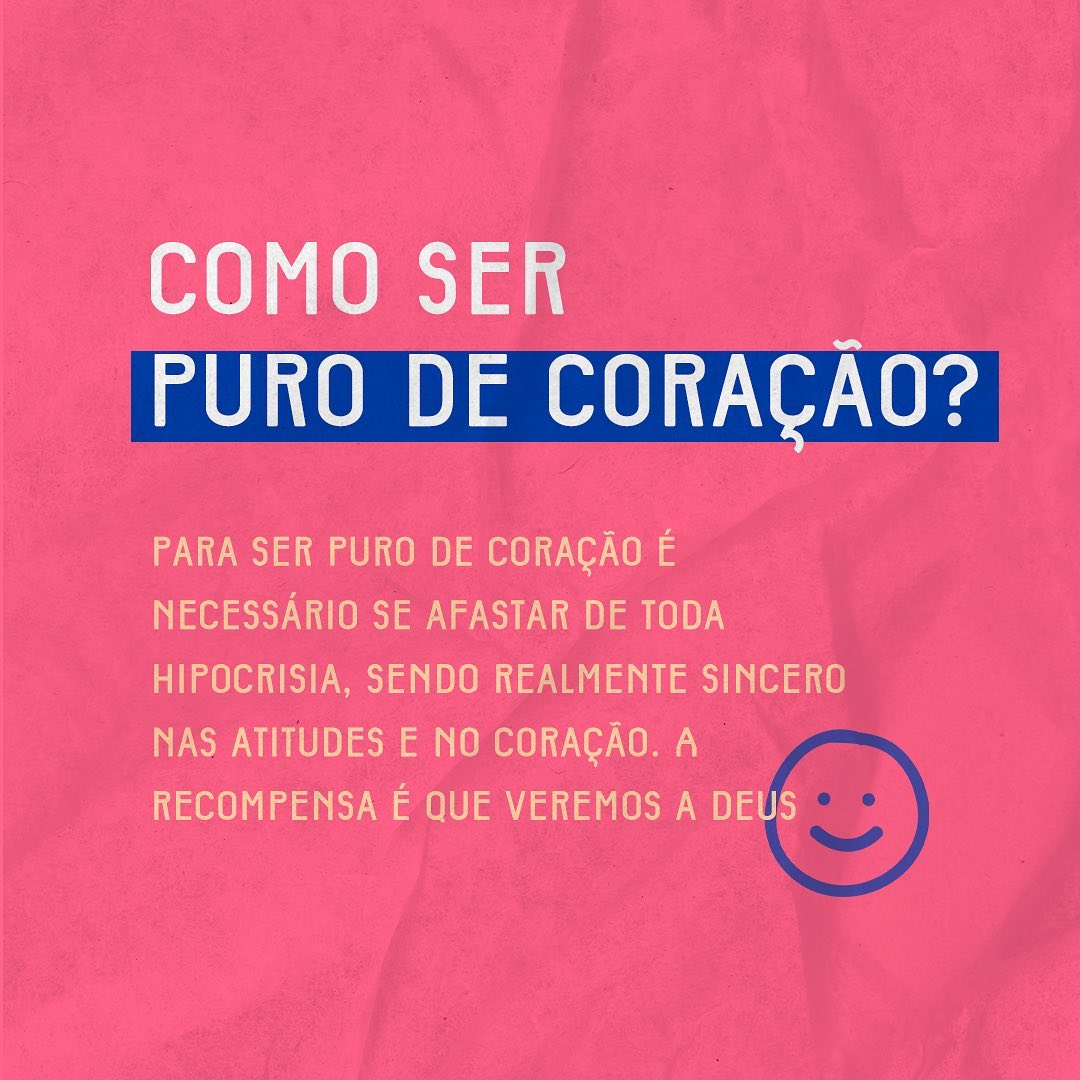 COMO SER
PURO DE CORAÇÃO?
PARA SER PURO DE CORAÇÃO É
NECESSÁRIO SE AFASTAR DE TODA
HIPOCRISIA, SENDO REALMENTE SINCERO
NAS ATITUDES E NO CORAÇÃO. A
RECOMPENSA É QUE VEREMOS A DEUS